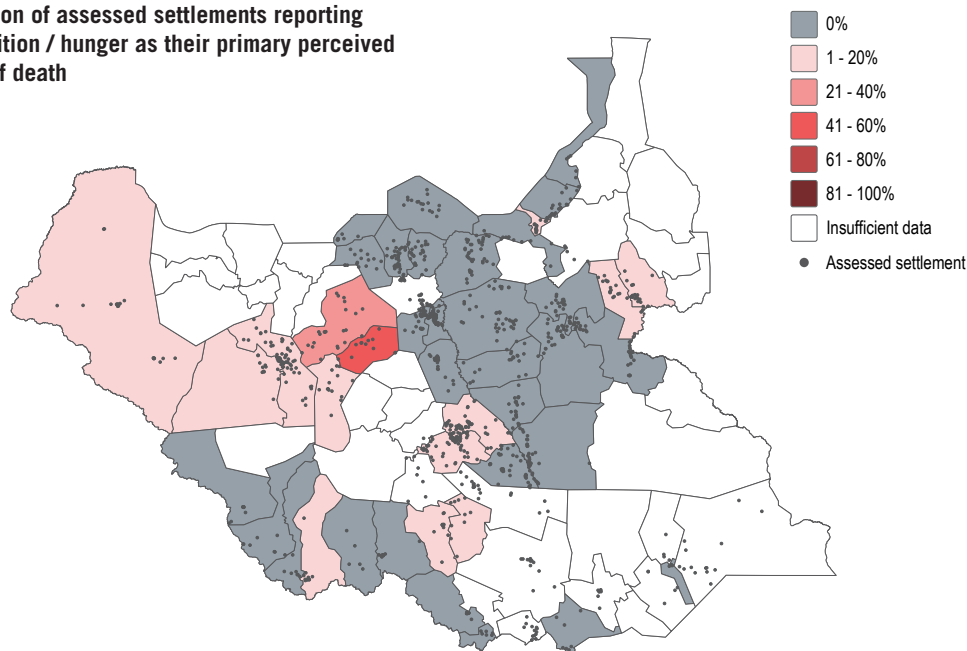 on of assessed settlements reporting
ition / hunger as their primary perceived
f death
0%
1 - 20%
21 - 40%
41 - 60%
61 - 80%
81 - 100%
Insufficient data
Assessed settlement